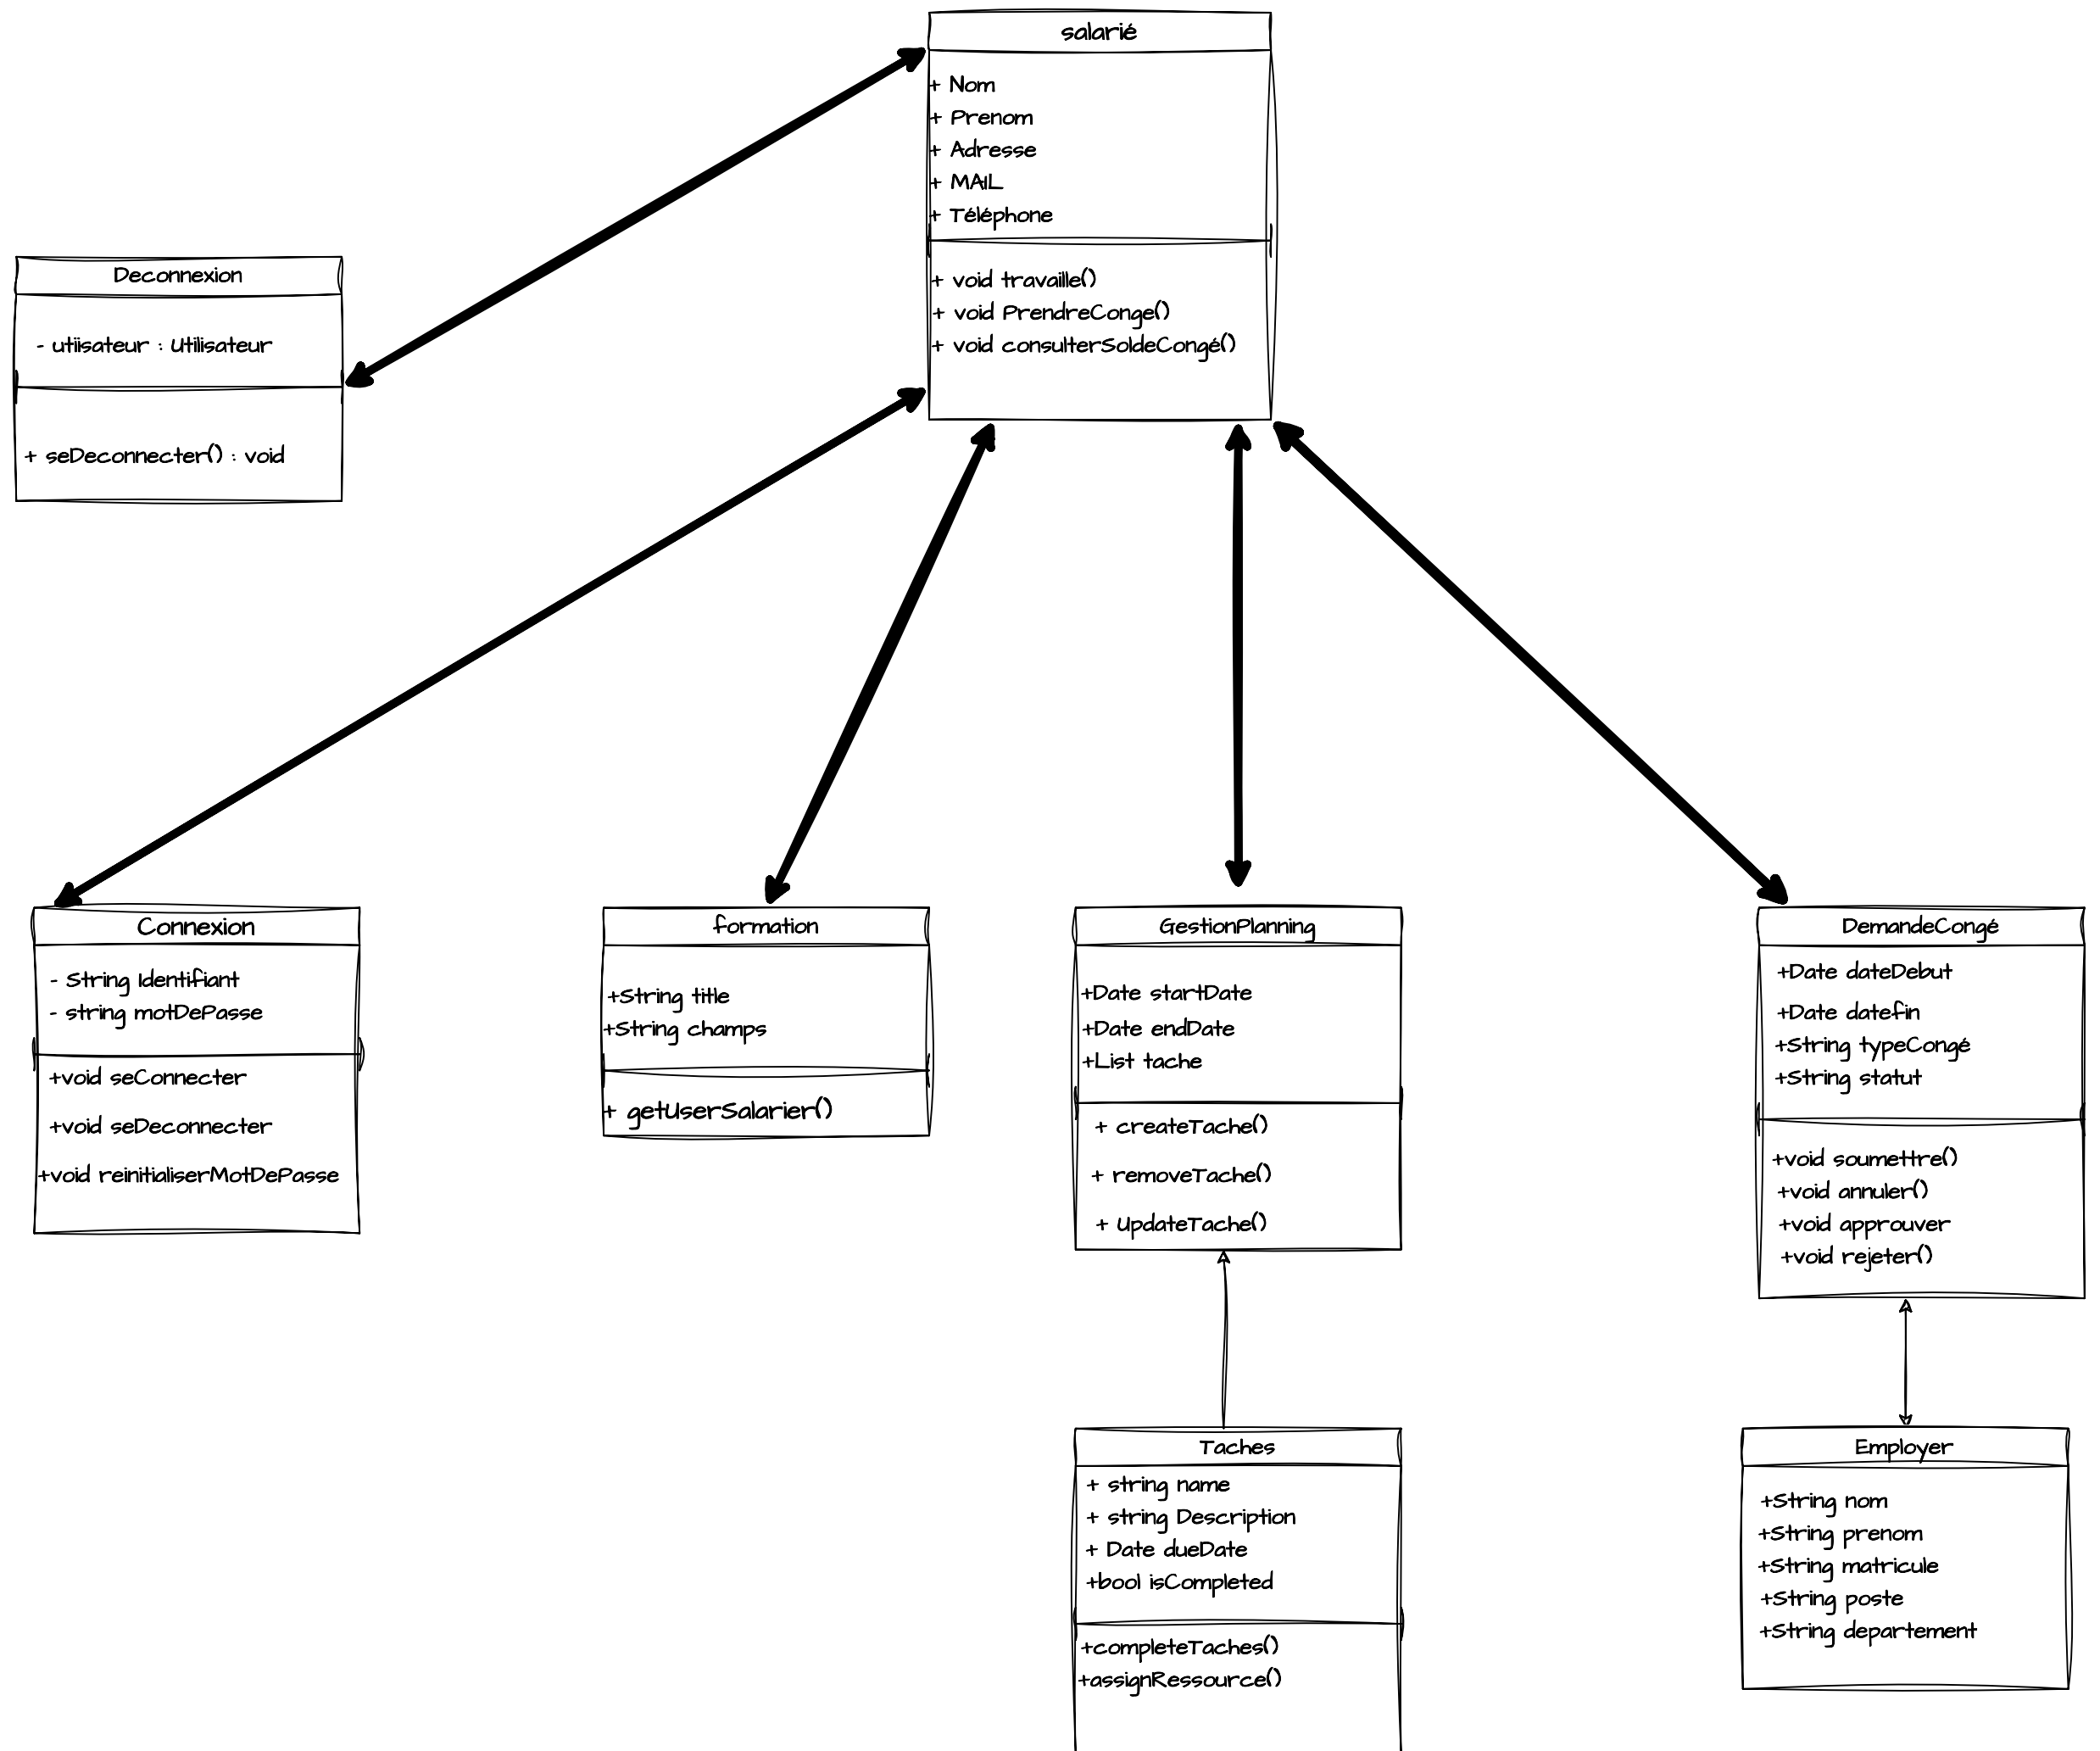 salarié
+ Nom
+ Prenom
+ Adresse
+ MAIL
+ Téléphone
+ void travaille()
+ void PrendreConge()
+ void consulterSoldeCongé()
Deconnexion
- utiisateur : Utilisateur
+ seDeconnecter() : void
Connexion
- String Identifiant
- string motDePasse
+void seConnecter
+void seDeconnecter
+void reinitialiserMotDePasse
formation
+String title
+String champs
+ getUserSalarier()
GestionPlanning
+Date startDate
+Date endDate
+List tache
+ createTache()
+ removeTache()
+ UpdateTache()
DemandeCongé
+Date dateDebut
+Date datefin
+String typeCongé
+String statut
+void soumettre()
+void annuler()
+void approuver
+void rejeter()
Taches
+ string name
+ string Description
+ Date dueDate
+bool isCompleted
+completeTaches()
+assignRessource()
Employer
+String nom
+String prenom
+String matricule
+String poste
+String departement